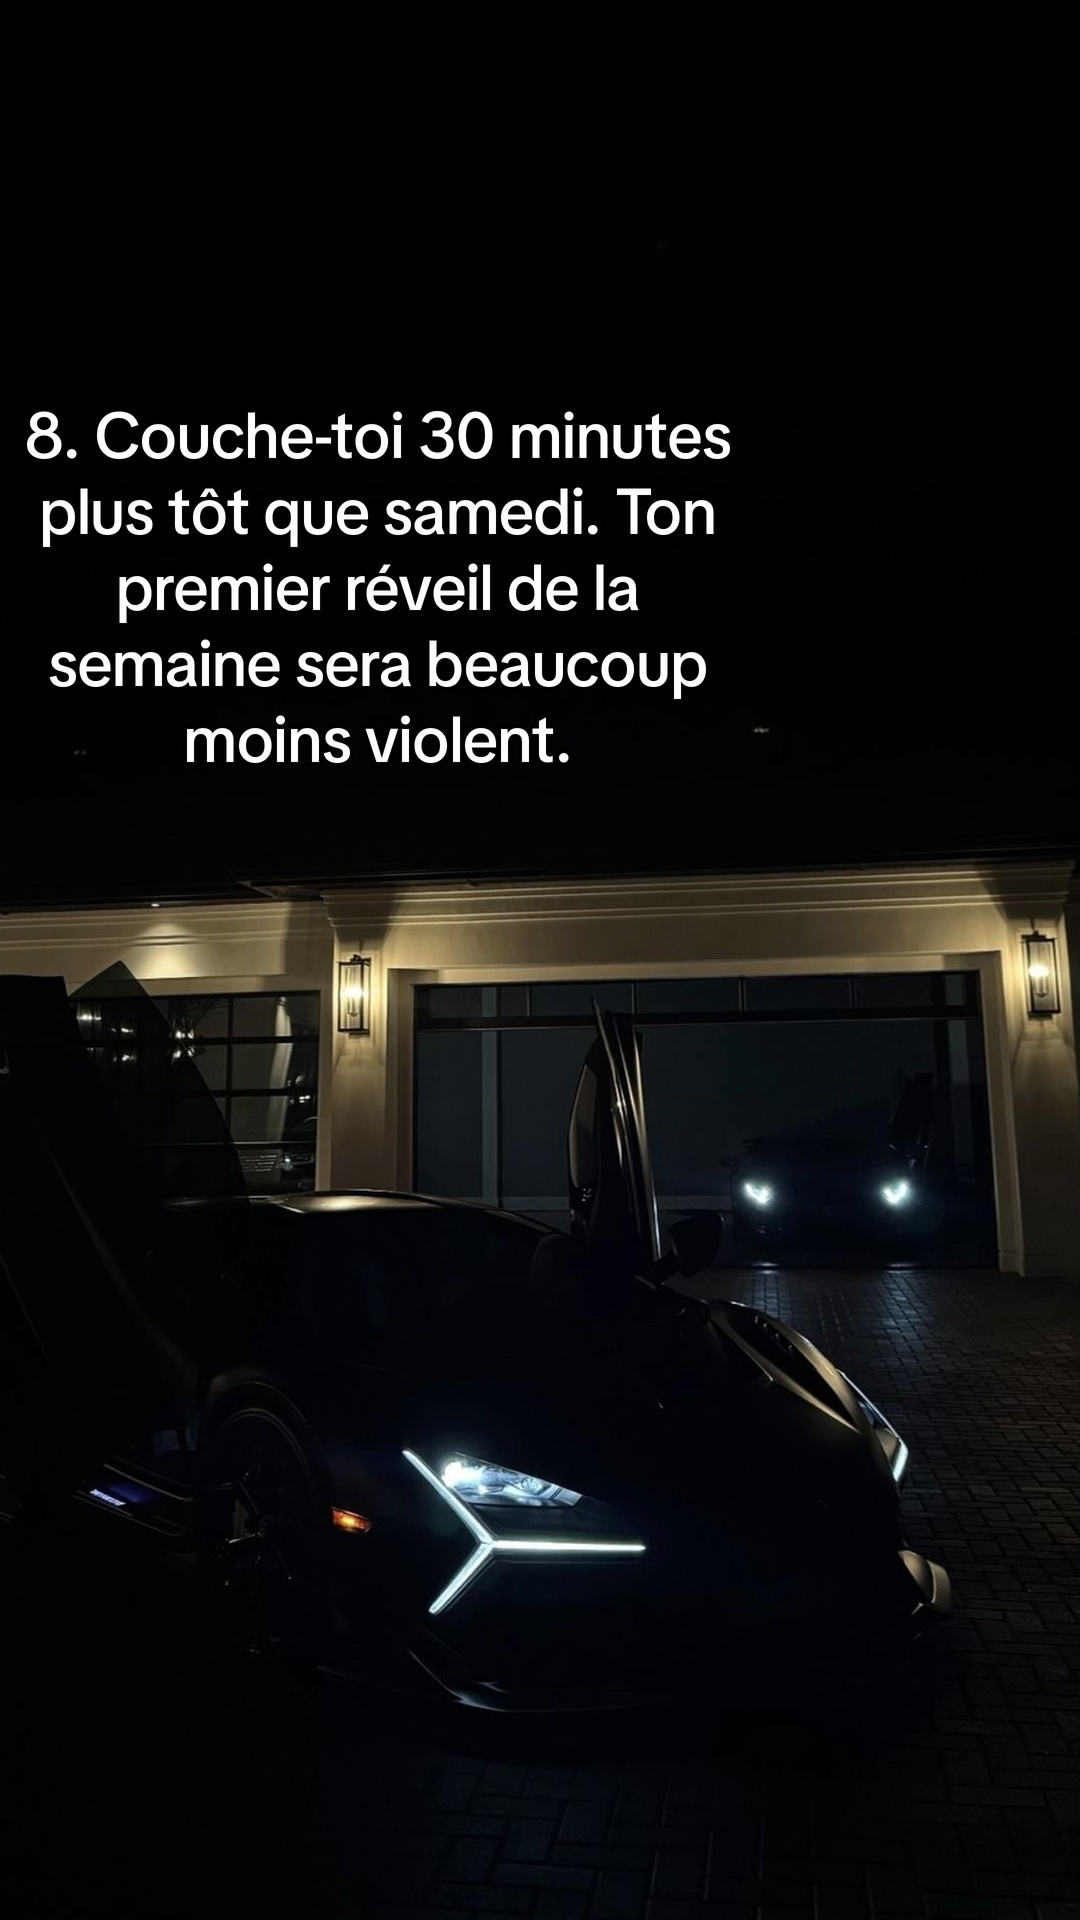 8. Couche-toi 30 minutes
plus tôt que samedi. Ton
premier réveil de la
semaine sera beaucoup
moins violent.